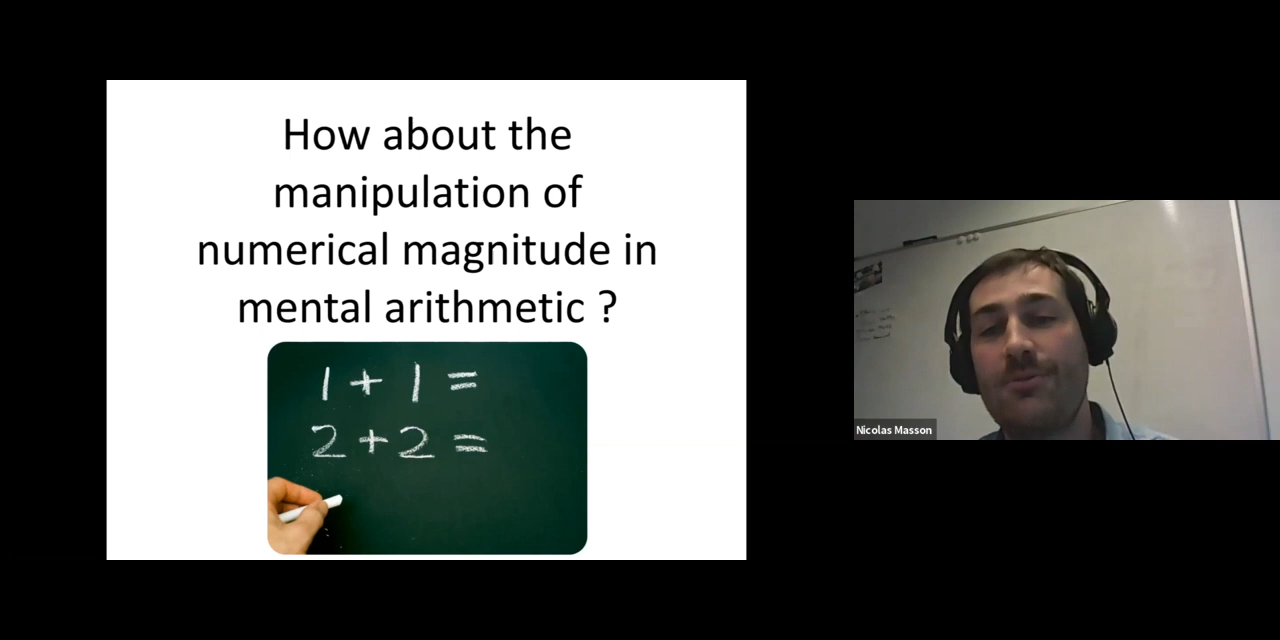 How about the
manipulation of
numerical magnitude in
mental arithmetic ?
1 + 1 =
2 + 2 =
Nicolas Masson